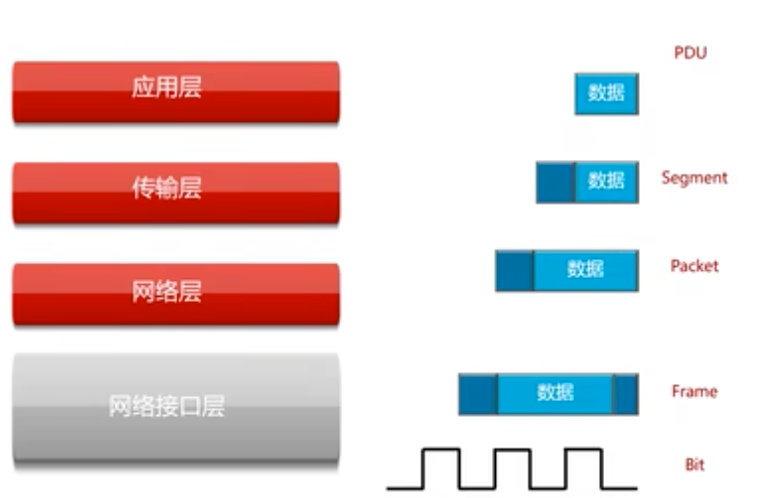 PDU
应用层
数据
传输层
数据
Segment
网络层
数据
Packet
网络接口层
数据
Frame
Bit